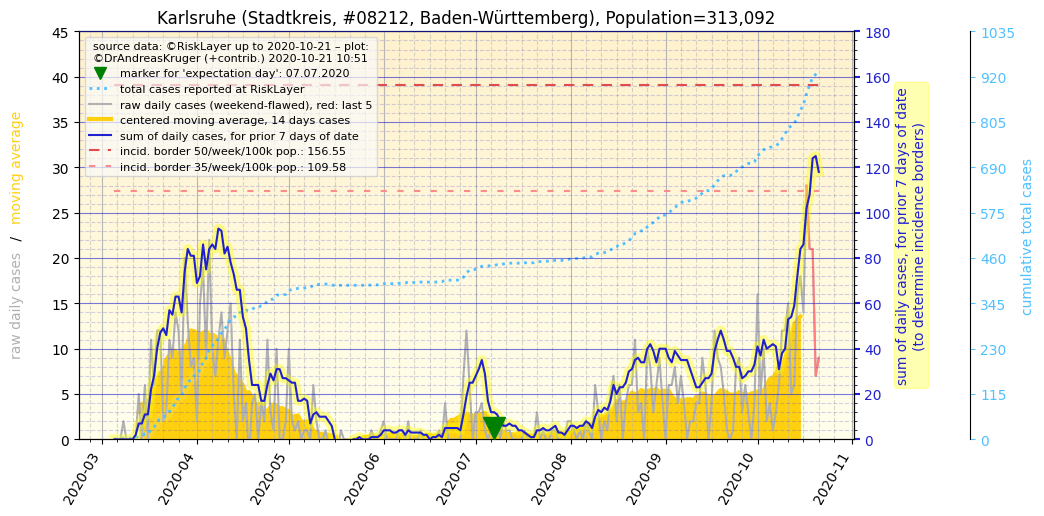 Karlsruhe (Stadtkreis, #08212, Baden-Württemberg), Population=313,092
source data: ©RiskLayer up to 2020-10-21 – plot:
©DrAndreasKruger (+contrib.) 2020-10-21 10:51
marker for 'expectation day': 07.07.2020
total cases reported at RiskLayer
raw daily cases (weekend-flawed), red: last 5
centered moving average, 14 days cases
sum of daily cases, for prior 7 days of date
incid. border 50/week/100k pop.: 156.55
incid. border 35/week/100k pop.: 109.58
raw daily cases / moving average
45
40
35
30
25
20
15
10
5
0
2020-03
2020-04
2020-05
2020-06
2020-07
2020-08
2020-09
2020-10
2020-11
180
160
140
120
100
80
60
40
20
0
sum of daily cases, for prior 7 days of date
(to determine incidence borders)
1035
920
805
690
575
460
345
230
115
0
cumulative total cases